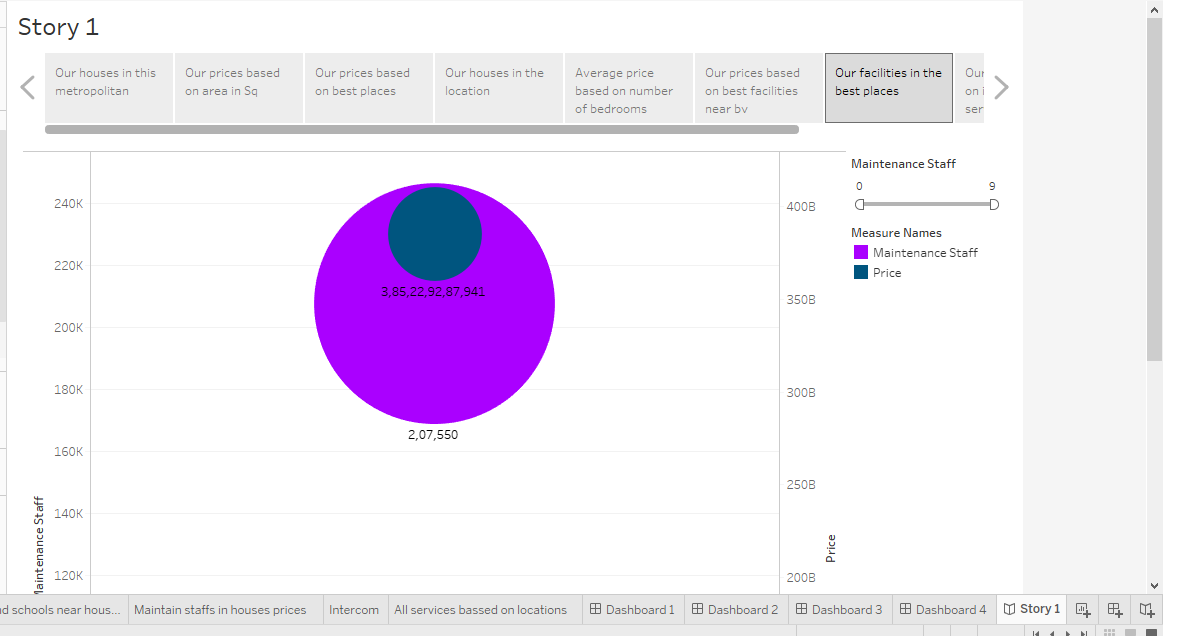 Story 1
Our houses in this
metropolitan
Our prices based
on area in Sq
Our prices based
on best places
Our houses in the
location
Average price
based on number
of bedrooms
Our prices based
on best facilities
near by
Our facilities in the
best places
Our
on i
ser
Maintenance Staff
0 9
Measure Names
Maintenance Staff
Price
240K
220K
200K
180K
160K
140K
120K
Maintenance Staff
3,85,22,92,87,941
2,07,550
400B
350B
300B
250B
200B
Price
d schools near hous...
Maintain staffs in houses prices
Intercom
All services bassed on locations
Dashboard 1
Dashboard 2
Dashboard 3
Dashboard 4
Story 1